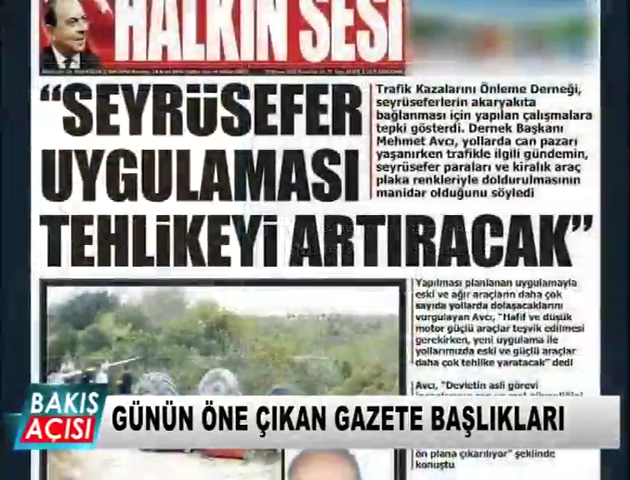 HALKIN SESİ
“SEYRÜSEFER
UYGULAMASI
TEHLİKEYİ ARTIRACAK”
Trafik Kazalarını Önleme Derneği,
seyrüseferlerin akaryakıta
bağlanması için yapılan çalışmalara
tepki gösterdi. Dernek Başkanı
Mehmet Avcı, yollarda can pazarı
yaşanırken trafikle ilgili gündemin,
seyrüsefer paraları ve kiralık araç
plaka renkleriyle doldurulmasının
manidar olduğunu söyledi
Yapılması planlanan uygulamayla
eski ve ağır araçların daha çok
sayıda yollarda dolaşacaklarını
vurgulayan Avcı, “Hafif ve düşük
motor güçlü araçlar teşvik edilmesi
gerekirken, yeni uygulama ile
yollarımızda eski ve güçlü araçlar
daha çok tehlike yaratacak” dedi
Avcı, “Devletin asli görevi
ön plana çıkarılıyor” şeklinde
konuştu
BAKIŞ
AÇISI
GÜNÜN ÖNE ÇIKAN GAZETE BAŞLIKLARI